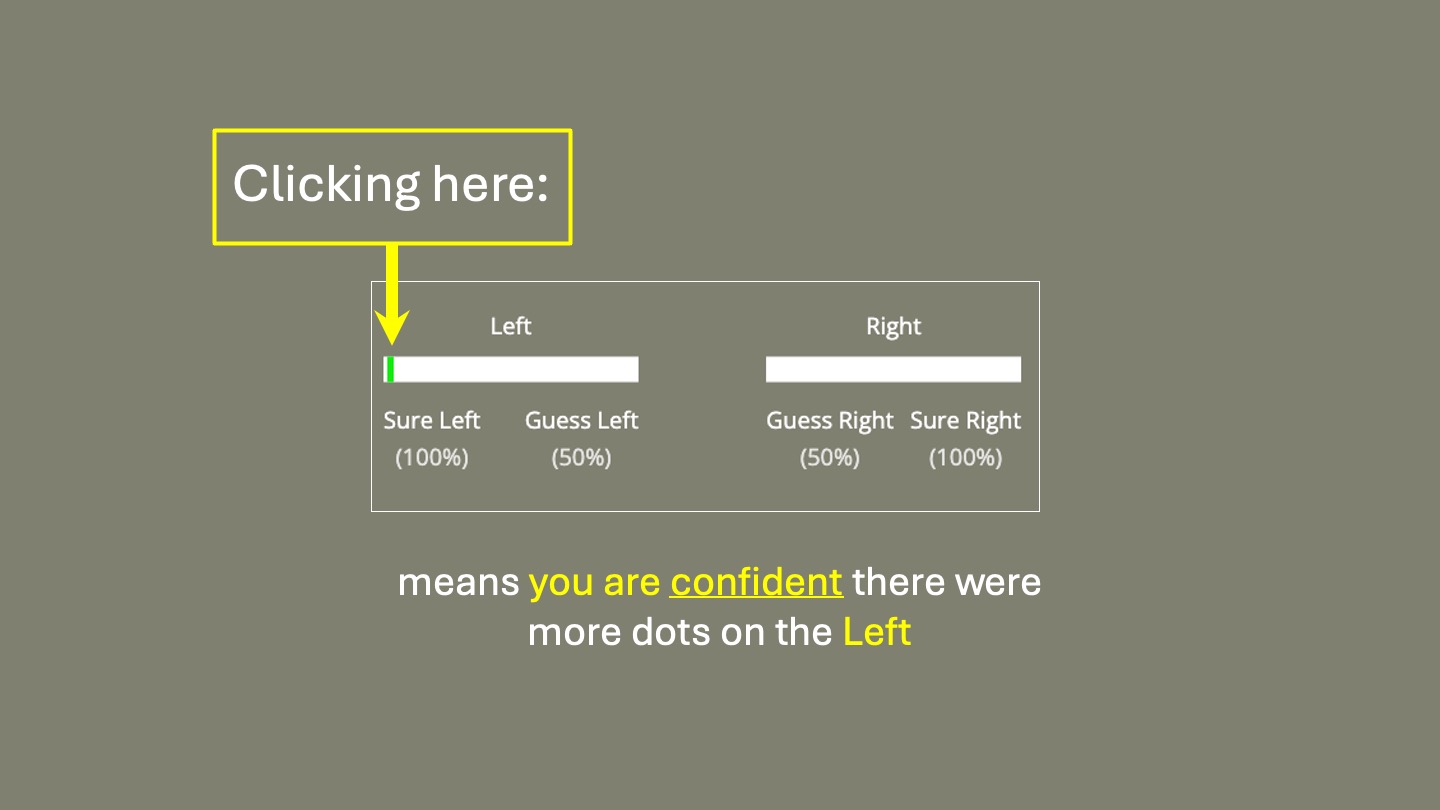 Clicking here:
Left Right
Sure Left Guess Left Guess Right Sure Right
(100%) (50%) (50%) (100%)
means you are confident there were
more dots on the Left